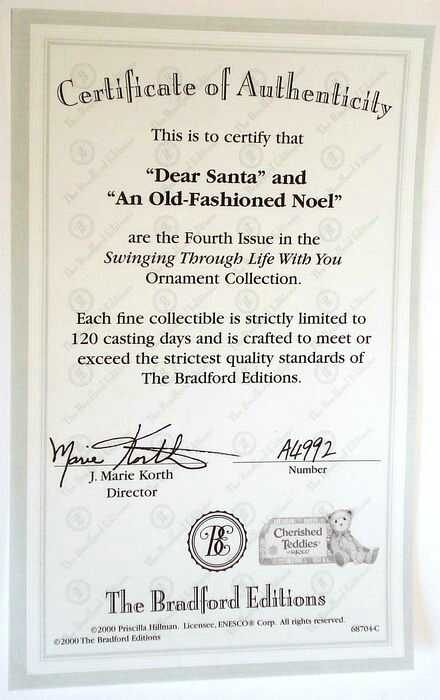 Certificate of Authenticity
This is to certify that
“Dear Santa” and
“An Old-Fashioned Noel”
are the Fourth Issue in the
Swinging Through Life With You
Ornament Collection.
Each fine collectible is strictly limited to
120 casting days and is crafted to meet or
exceed the strictest quality standards of
The Bradford Editions.
Marie Korth
J. Marie Korth
Director
A4992
Number
BE
Cherished
Teddies
The Bradford Editions
©2000 Priscilla Hillman. Licensee, ENESCO® Corp. All rights reserved.
©2000 The Bradford Editions
68704-C